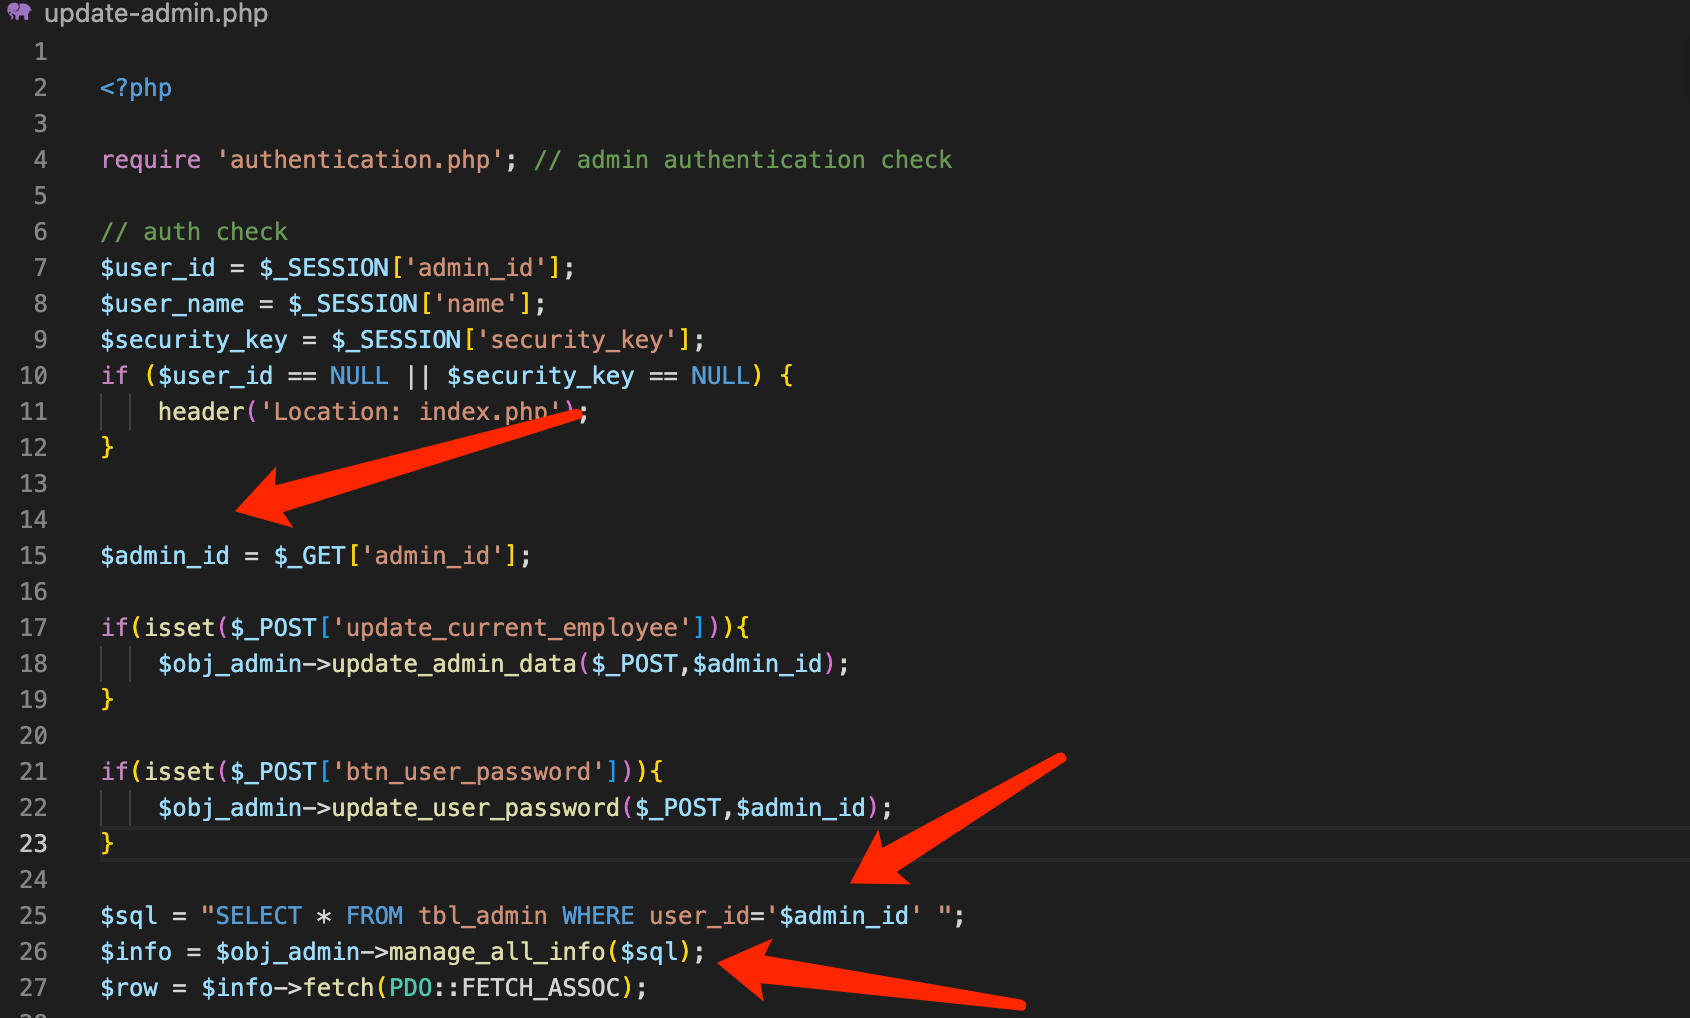 update-admin.php
1
2 <?php
3
4 require 'authentication.php'; // admin authentication check
5
6 // auth check
7 $user_id = $_SESSION['admin_id'];
8 $user_name = $_SESSION['name'];
9 $security_key = $_SESSION['security_key'];
10 if ($user_id == NULL || $security_key == NULL) {
11 header('Location: index.php');
12 }
13
14
15 $admin_id = $_GET['admin_id'];
16
17 if(isset($_POST['update_current_employee'])){
18 $obj_admin->update_admin_data($_POST,$admin_id);
19 }
20
21 if(isset($_POST['btn_user_password'])){
22 $obj_admin->update_user_password($_POST,$admin_id);
23 }
24
25 $sql = "SELECT * FROM tbl_admin WHERE user_id='$admin_id' ";
26 $info = $obj_admin->manage_all_info($sql);
27 $row = $info->fetch(PDO::FETCH_ASSOC);